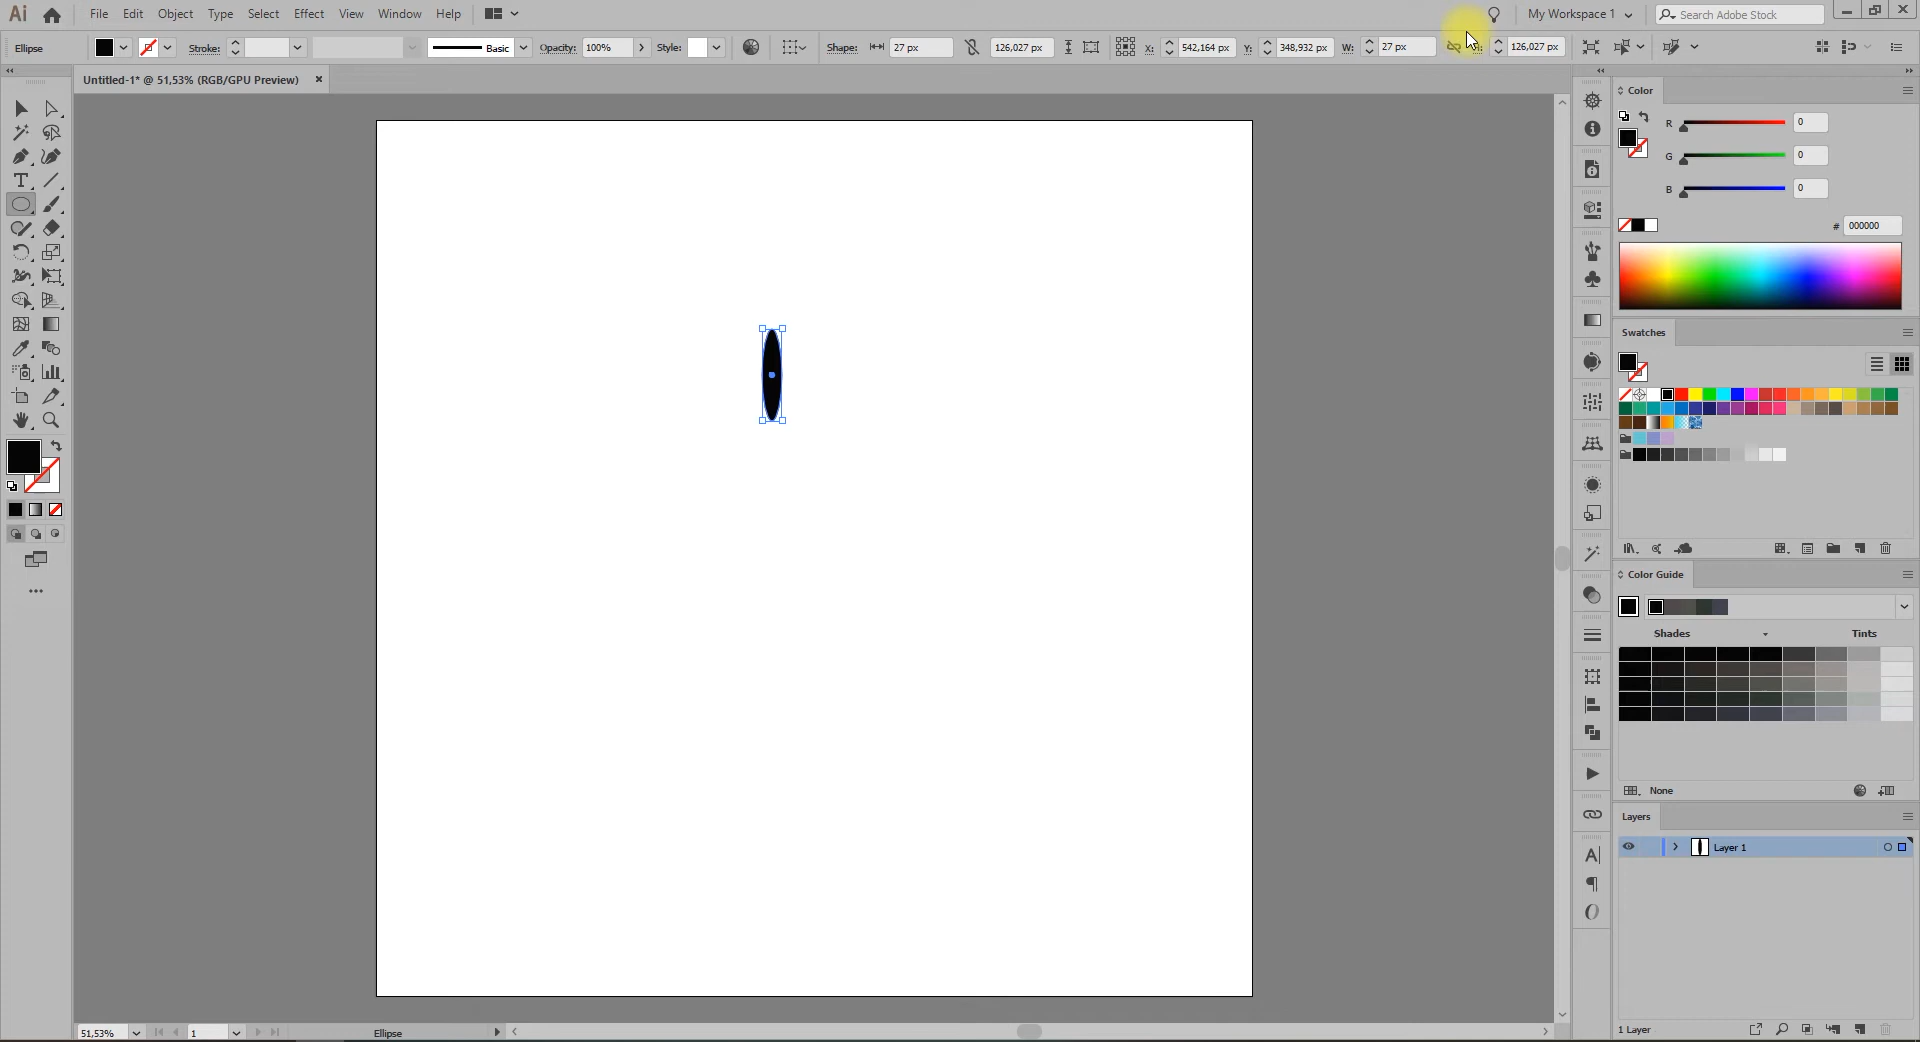 Ai File Edit Object Type Select Effect View Window Help My Workspace 1 Search Adobe Stock
Ellipse Stroke: Basic Opacity: 100% Style: Shape: 27 px 126,027 px X: 542,164 px Y: 348,932 px W: 27 px H: 126,027 px
Untitled-1* @ 51,53% (RGB/GPU Preview)
Color
R 0
G 0
B 0
# 000000
Swatches
Color Guide
Shades Tints
None
Layers
Layer 1
1 Layer
51,53% 1 Ellipse